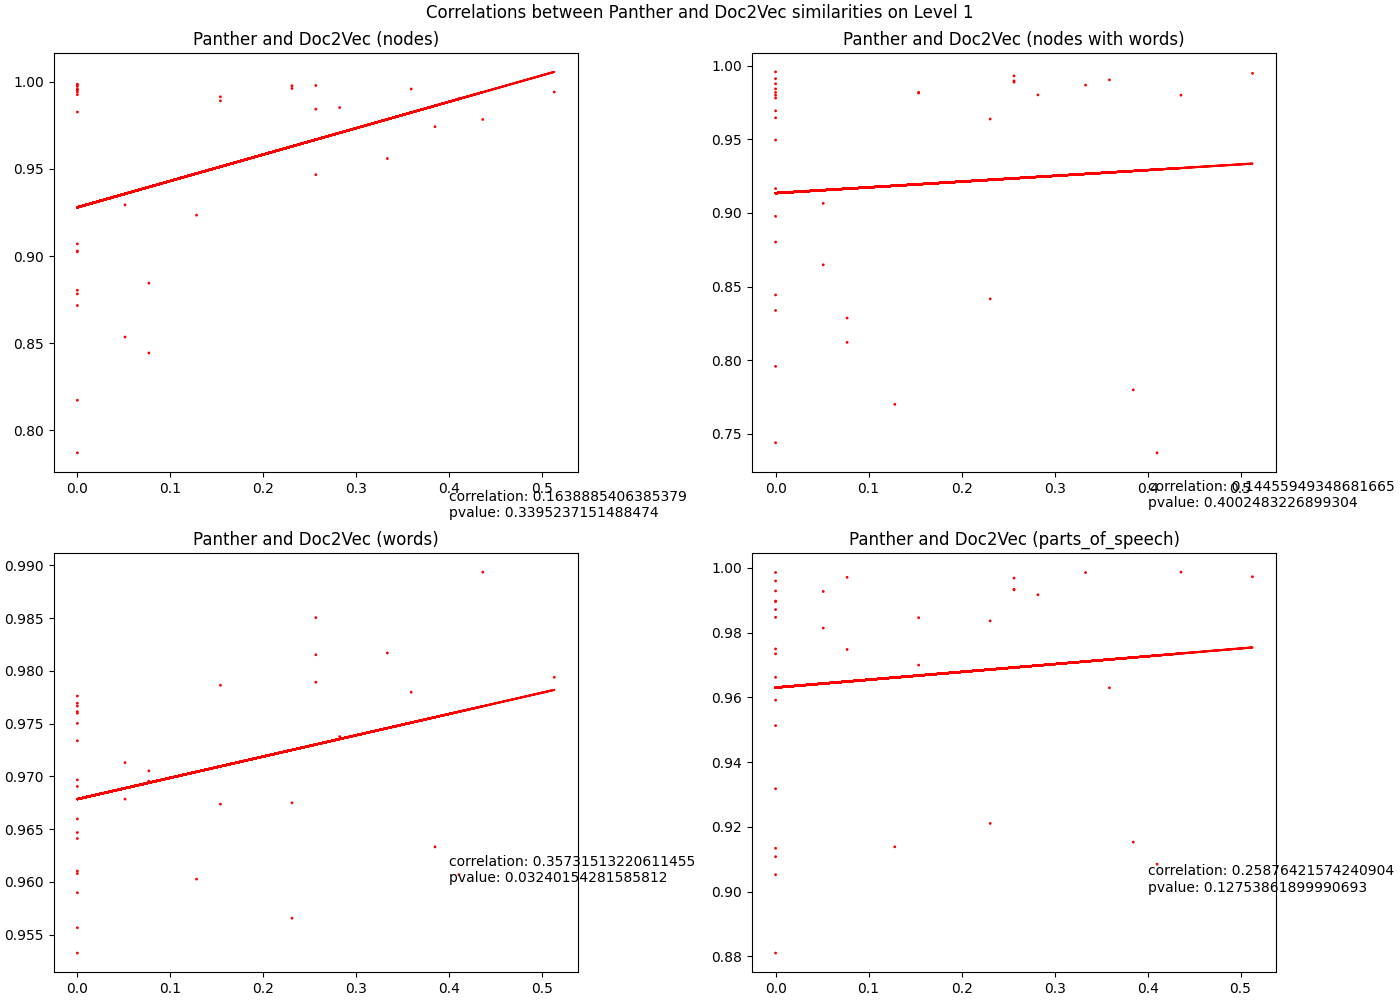 Correlations between Panther and Doc2Vec similarities on Level 1
Panther and Doc2Vec (nodes)
1.00
0.95
0.90
0.85
0.80
0.0 0.1 0.2 0.3 0.4 0.5
correlation: 0.1638885406385379
pvalue: 0.3395237151488474
Panther and Doc2Vec (nodes with words)
1.00
0.95
0.90
0.85
0.80
0.75
0.0 0.1 0.2 0.3 0.4 0.5
correlation: 0.14455949348681665
pvalue: 0.4002483226899304
Panther and Doc2Vec (words)
0.990
0.985
0.980
0.975
0.970
0.965
0.960
0.955
correlation: 0.35731513220611455
pvalue: 0.03240154281585812
0.0 0.1 0.2 0.3 0.4 0.5
Panther and Doc2Vec (parts_of_speech)
1.00
0.98
0.96
0.94
0.92
0.90
0.88
correlation: 0.25876421574240904
pvalue: 0.12753861899990693
0.0 0.1 0.2 0.3 0.4 0.5